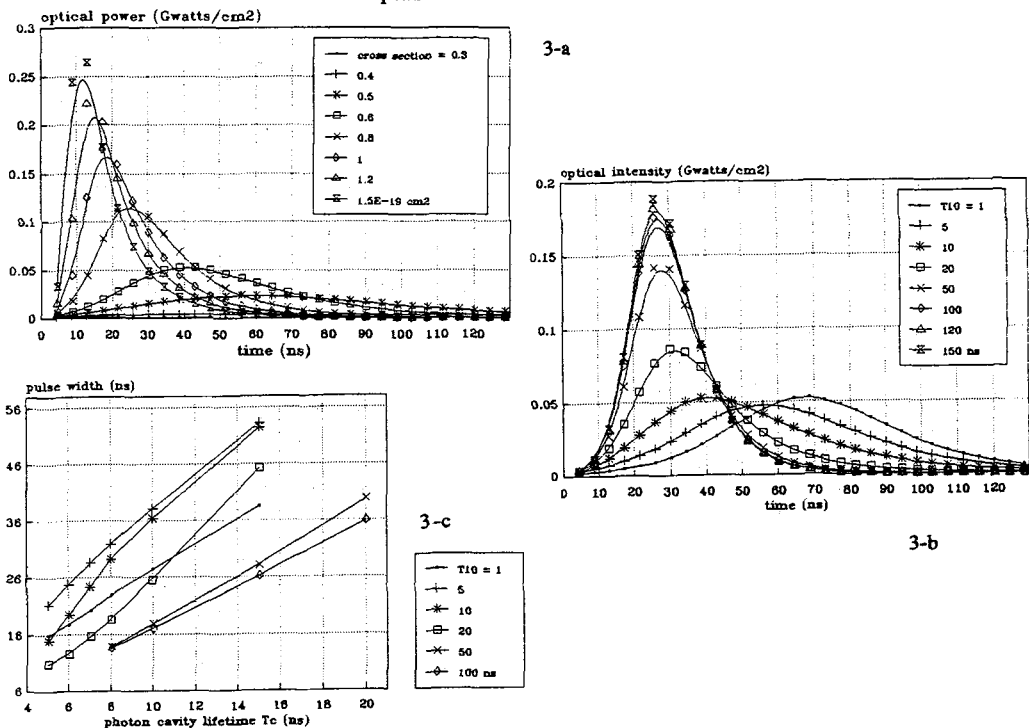 optical power (Gwatts/cm2)
0.3
0.25
0.2
0.15
0.1
0.05
0
0 10 20 30 40 50 60 70 80 90 100 110 120
time (ns)
cross section = 0.3
0.4
0.5
0.6
0.8
1
1.2
1.5E-19 cm2
3-a
optical intensity (Gwatts/cm2)
0.2
0.15
0.1
0.05
0
0 10 20 30 40 50 60 70 80 90 100 110 120
time (ns)
T10 = 1
5
10
20
50
100
120
150 ns
3-b
pulse width (ns)
56
46
36
26
16
6
4 6 8 10 12 14 16 18 20
photon cavity lifetime Tc (ns)
3-c
T10 = 1
5
10
20
50
100 ns